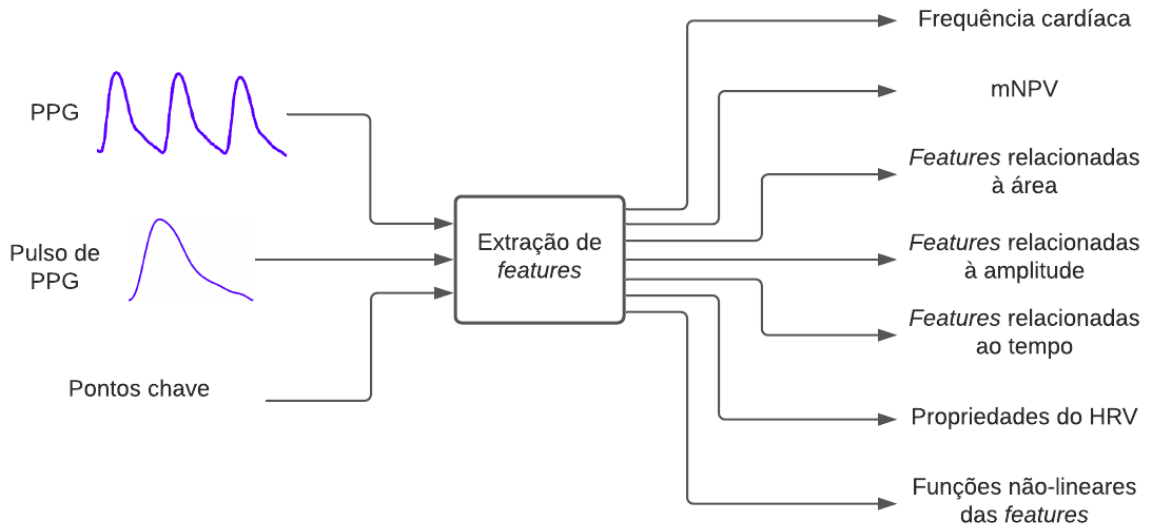 PPG
Pulso de
PPG
Pontos chave
Extração de
features
Frequência cardíaca
mNPV
Features relacionadas
à área
Features relacionadas
à amplitude
Features relacionadas
ao tempo
Propriedades do HRV
Funções não-lineares
das features